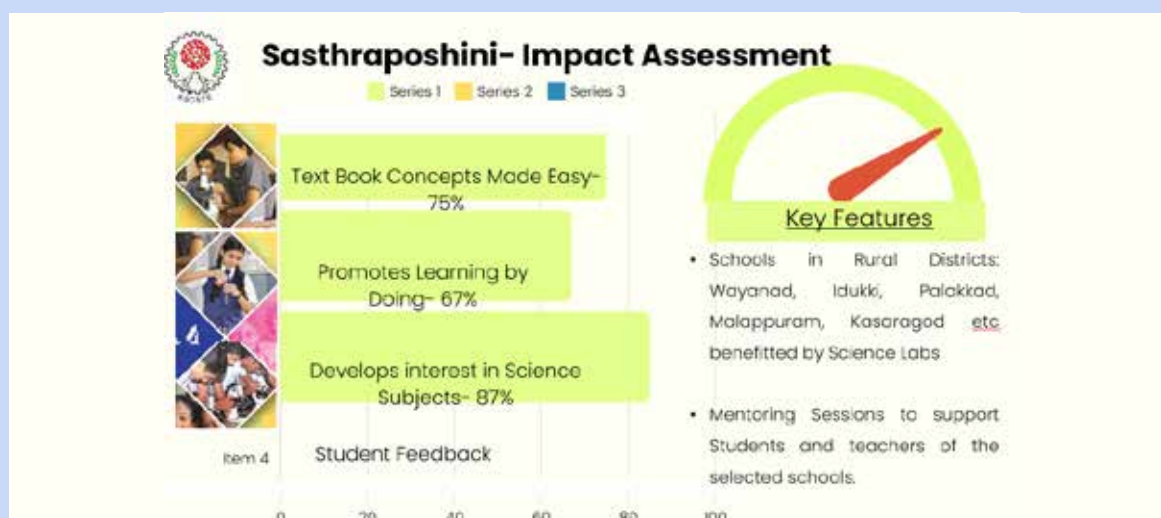 Sasthraposhini- Impact Assessment
Series 1 Series 2 Series 3
Text Book Concepts Made Easy-
75%
Promotes Learning by
Doing- 67%
Develops interest in Science
Subjects- 87%
Item 4
Student Feedback
0 20 40 60 80 100
Key Features
• Schools in Rural Districts:
Wayanad, Idukki, Palakkad,
Malappuram, Kasaragod etc
benefitted by Science Labs
• Mentoring Sessions to support
Students and teachers of the
selected schools.